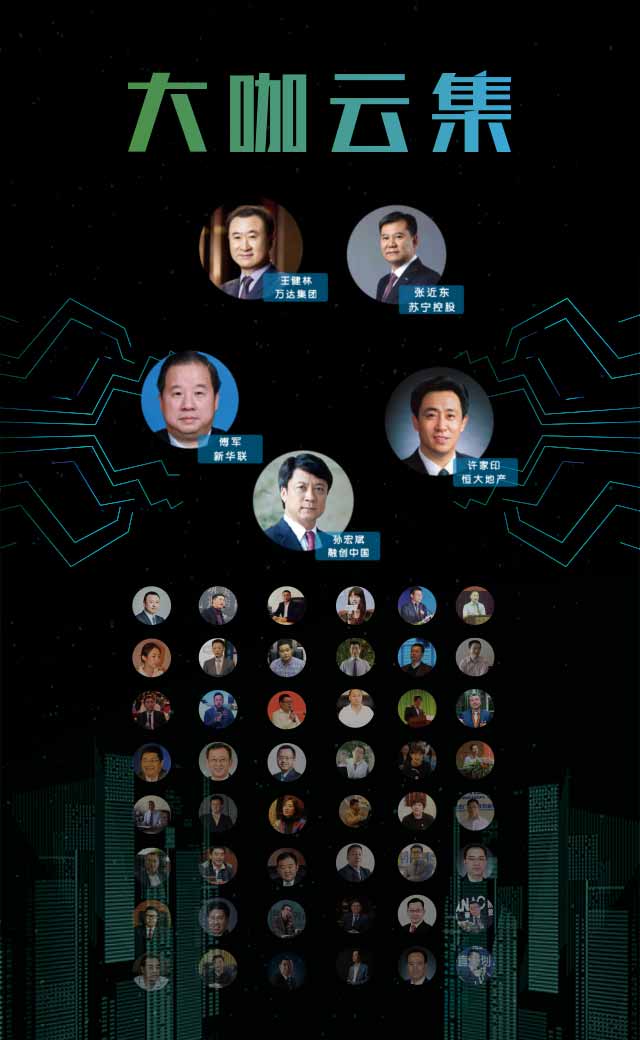 大咖云集
王健林
万达集团
张近东
苏宁控股
傅军
新华联
许家印
恒大地产
孙宏斌
融创中国